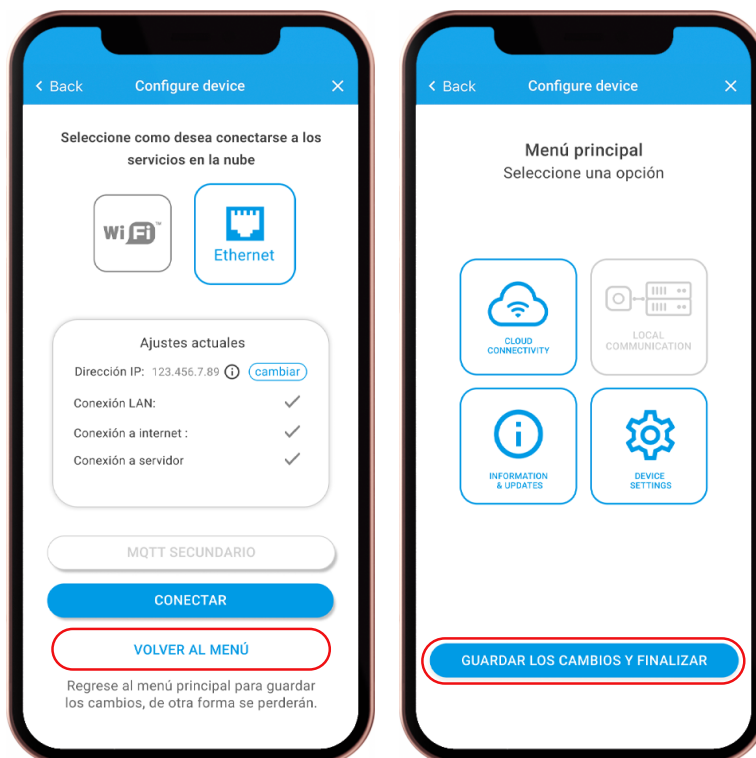 Back
Configure device
Seleccione como desea conectarse a los
servicios en la nube
WiFi™
Ethernet
Ajustes actuales
Dirección IP: 123.456.7.89 i cambiar
Conexión LAN:
Conexión a internet :
Conexión a servidor
MQTT SECUNDARIO
CONECTAR
VOLVER AL MENÚ
Regrese al menú principal para guardar
los cambios, de otra forma se perderán.
Back
Configure device
Menú principal
Seleccione una opción
CLOUD
CONNECTIVITY
LOCAL
COMMUNICATION
INFORMATION
& UPDATES
DEVICE
SETTINGS
GUARDAR LOS CAMBIOS Y FINALIZAR